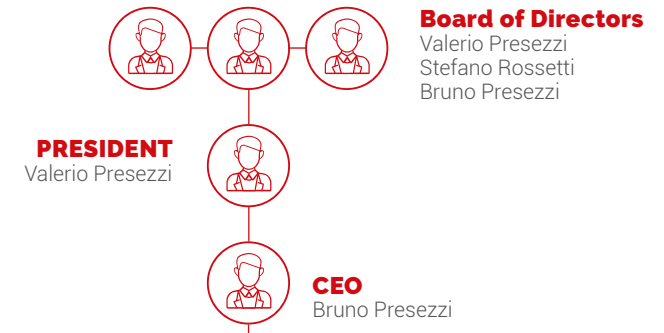 Board of Directors
Valerio Presezzi
Stefano Rossetti
Bruno Presezzi
PRESIDENT
Valerio Presezzi
CEO
Bruno Presezzi